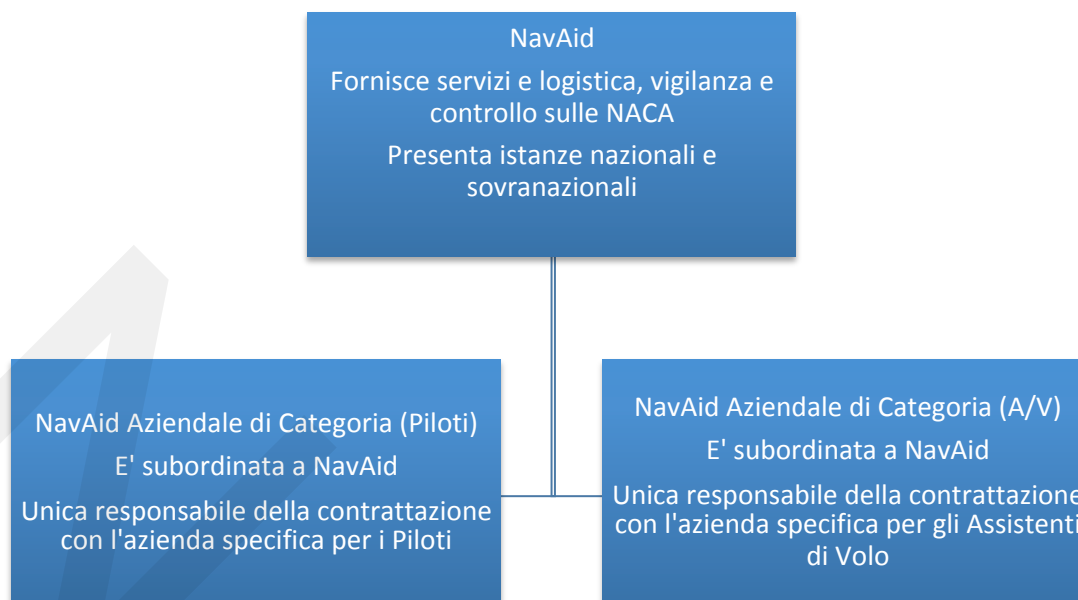 NavAid
Fornisce servizi e logistica, vigilanza e
controllo sulle NACA
Presenta istanze nazionali e
sovranazionali
NavAid Aziendale di Categoria (Piloti)
E' subordinata a NavAid
Unica responsabile della contrattazione
con l'azienda specifica per i Piloti
NavAid Aziendale di Categoria (A/V)
E' subordinata a NavAid
Unica responsabile della contrattazione
con l'azienda specifica per gli Assistenti
di Volo